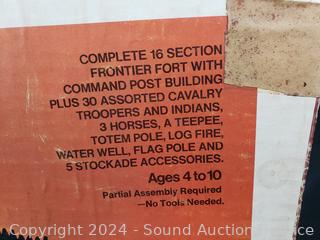 COMPLETE 16 SECTION
FRONTIER FORT WITH
COMMAND POST BUILDING
PLUS 30 ASSORTED CAVALRY
TROOPERS AND INDIANS,
3 HORSES, A TEEPEE,
TOTEM POLE, LOG FIRE,
WATER WELL, FLAG POLE AND
5 STOCKADE ACCESSORIES.
Ages 4 to 10
Partial Assembly Required
—No Tools Needed.
Copyright 2024 - Sound Auction Service